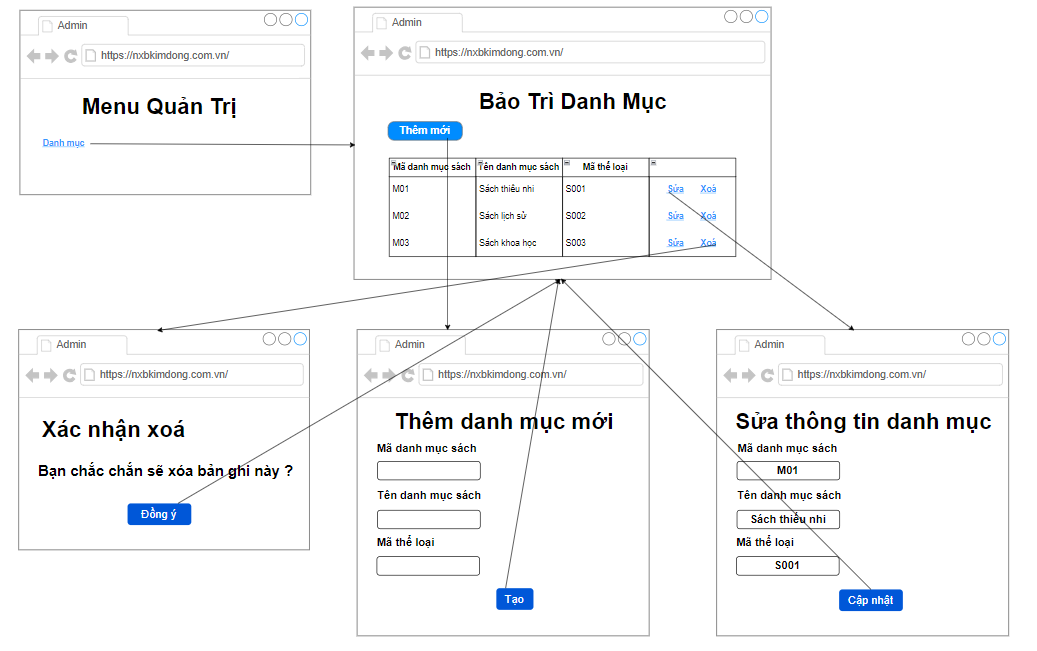 Admin
https://nxbkimdong.com.vn/
Menu Quản Trị
Danh mục
Admin
https://nxbkimdong.com.vn/
Bảo Trì Danh Mục
Thêm mới
Mã danh mục sách Tên danh mục sách Mã thể loại
M01 Sách thiếu nhi S001 Sửa Xoá
M02 Sách lịch sử S002 Sửa Xoá
M03 Sách khoa học S003 Sửa Xoá
Admin
https://nxbkimdong.com.vn/
Xác nhận xoá
Bạn chắc chắn sẽ xóa bản ghi này ?
Đồng ý
Admin
https://nxbkimdong.com.vn/
Thêm danh mục mới
Mã danh mục sách
Tên danh mục sách
Mã thể loại
Tạo
Admin
https://nxbkimdong.com.vn/
Sửa thông tin danh mục
Mã danh mục sách
M01
Tên danh mục sách
Sách thiếu nhi
Mã thể loại
S001
Cập nhật